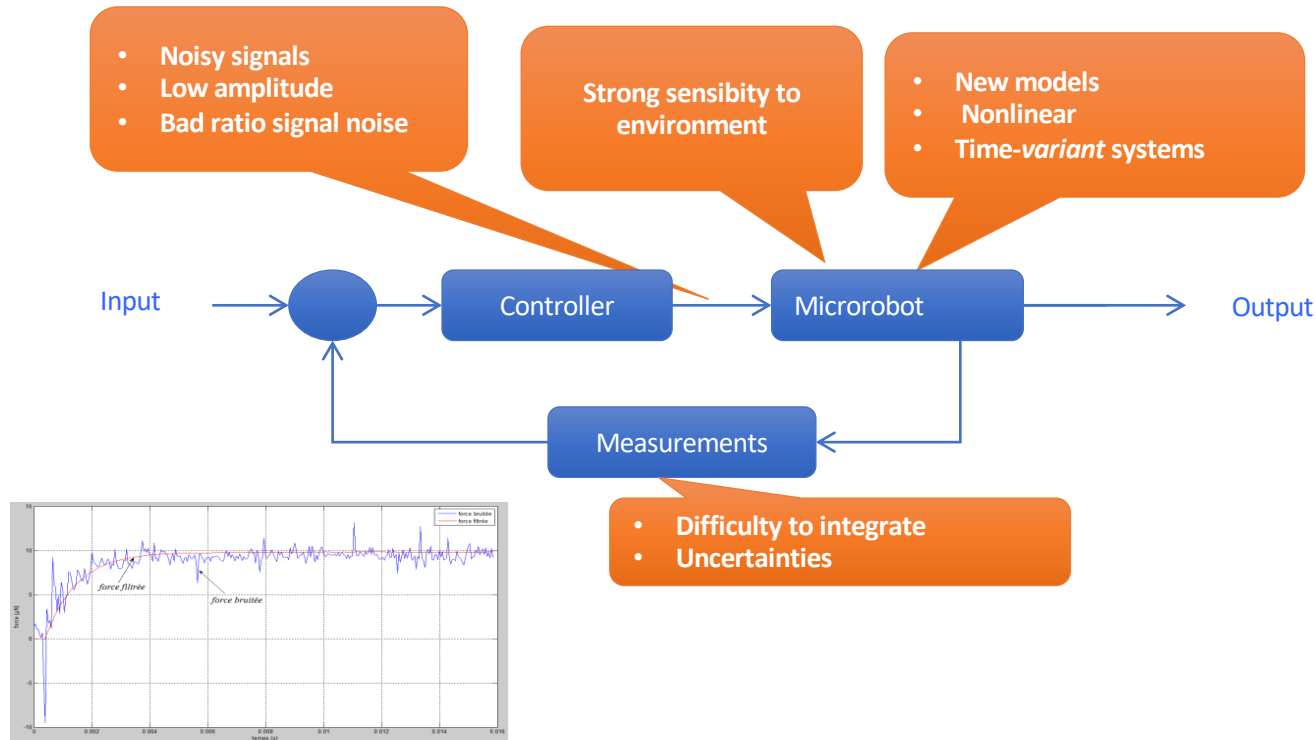 • Noisy signals
• Low amplitude
• Bad ratio signal noise
Strong sensibity to
environment
• New models
• Nonlinear
• Time-variant systems
Input
Controller
Microrobot
Output
Measurements
• Difficulty to integrate
• Uncertainties
force bruitée
force filtrée
force filtrée
force bruitée
force (µN)
15
10
5
0
-5
-10
0
0.002
0.004
0.006
0.008
0.01
0.012
0.014
0.016
temps (s)